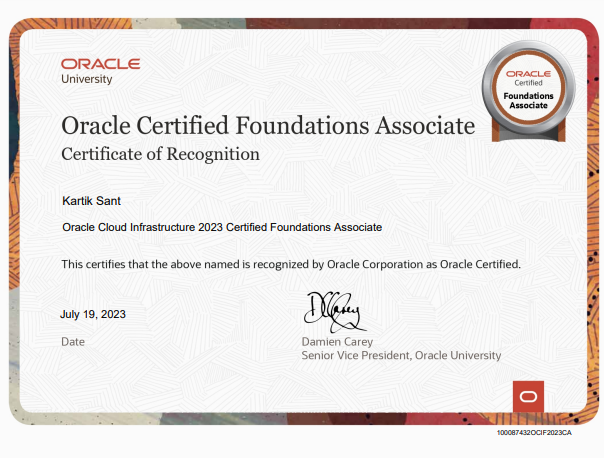 ORACLE
University
ORACLE
Certified
Foundations
Associate
Oracle Certified Foundations Associate
Certificate of Recognition
Kartik Sant
Oracle Cloud Infrastructure 2023 Certified Foundations Associate
This certifies that the above named is recognized by Oracle Corporation as Oracle Certified.
July 19, 2023
Date
DCarey
Damien Carey
Senior Vice President, Oracle University
100087432OCIF2023CA